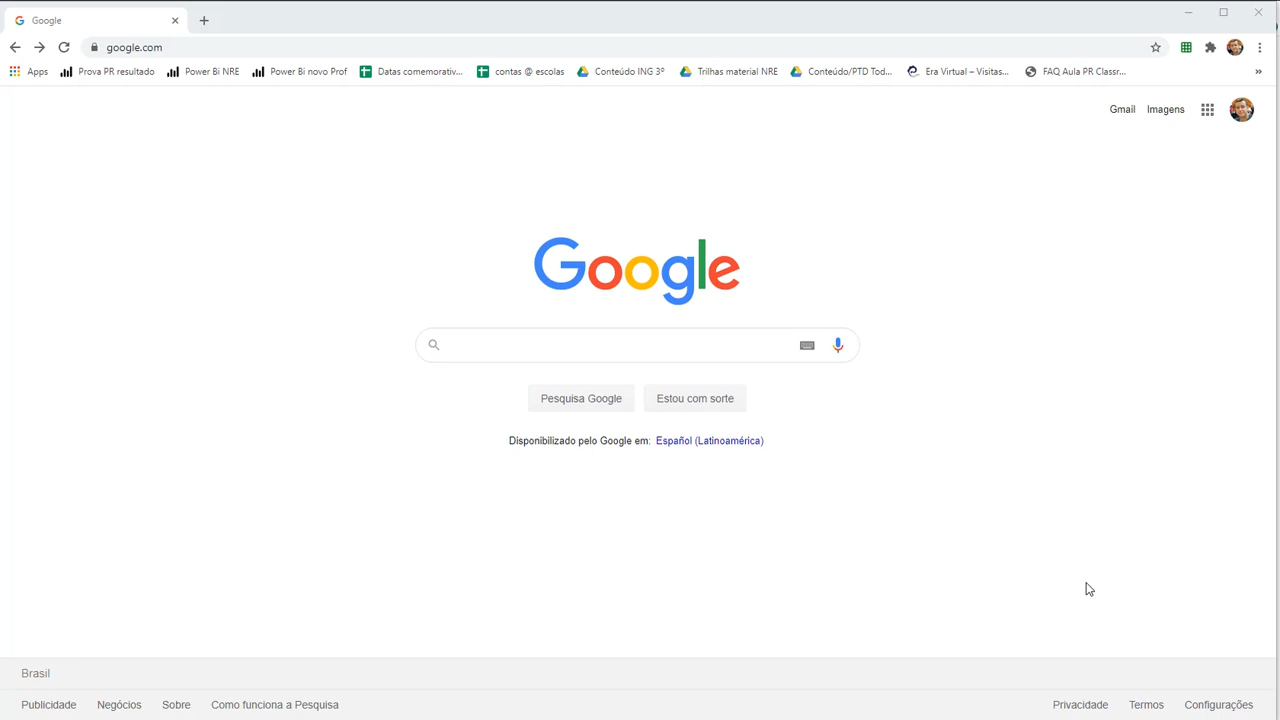 Google
google.com
Apps Prova PR resultado Power Bi NRE Power Bi novo Prof Datas comemorativ... contas @ escolas Conteúdo ING 3º Trilhas material NRE Conteúdo/PTD Tod... Era Virtual – Visitas... FAQ Aula PR Classr...
Gmail Imagens
Google
Pesquisa Google Estou com sorte
Disponibilizado pelo Google em: Español (Latinoamérica)
Brasil
Publicidade Negócios Sobre Como funciona a Pesquisa Privacidade Termos Configurações